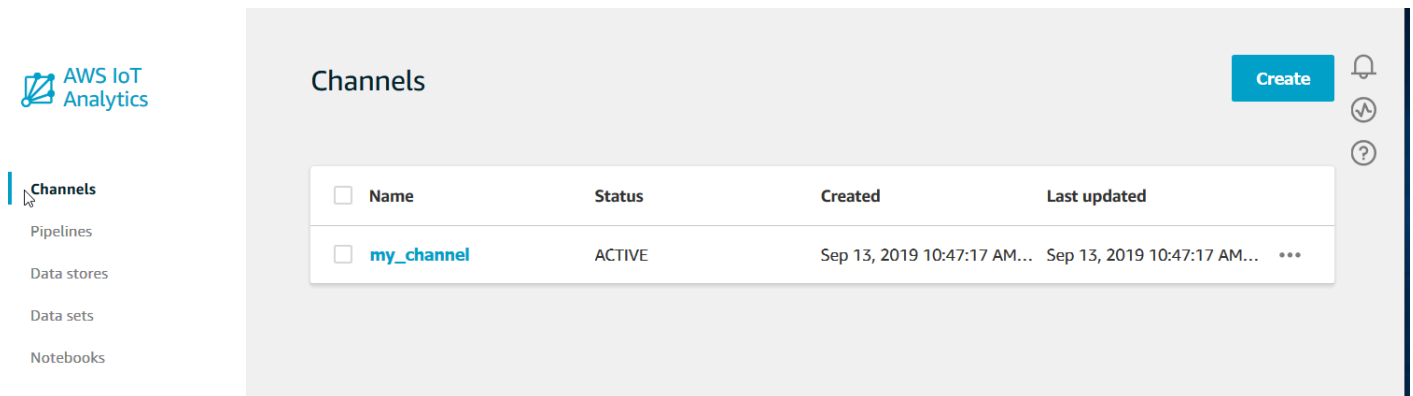 AWS IoT
Analytics
Channels
Pipelines
Data stores
Data sets
Notebooks
Channels
Create
Name Status Created Last updated
my_channel ACTIVE Sep 13, 2019 10:47:17 AM... Sep 13, 2019 10:47:17 AM...